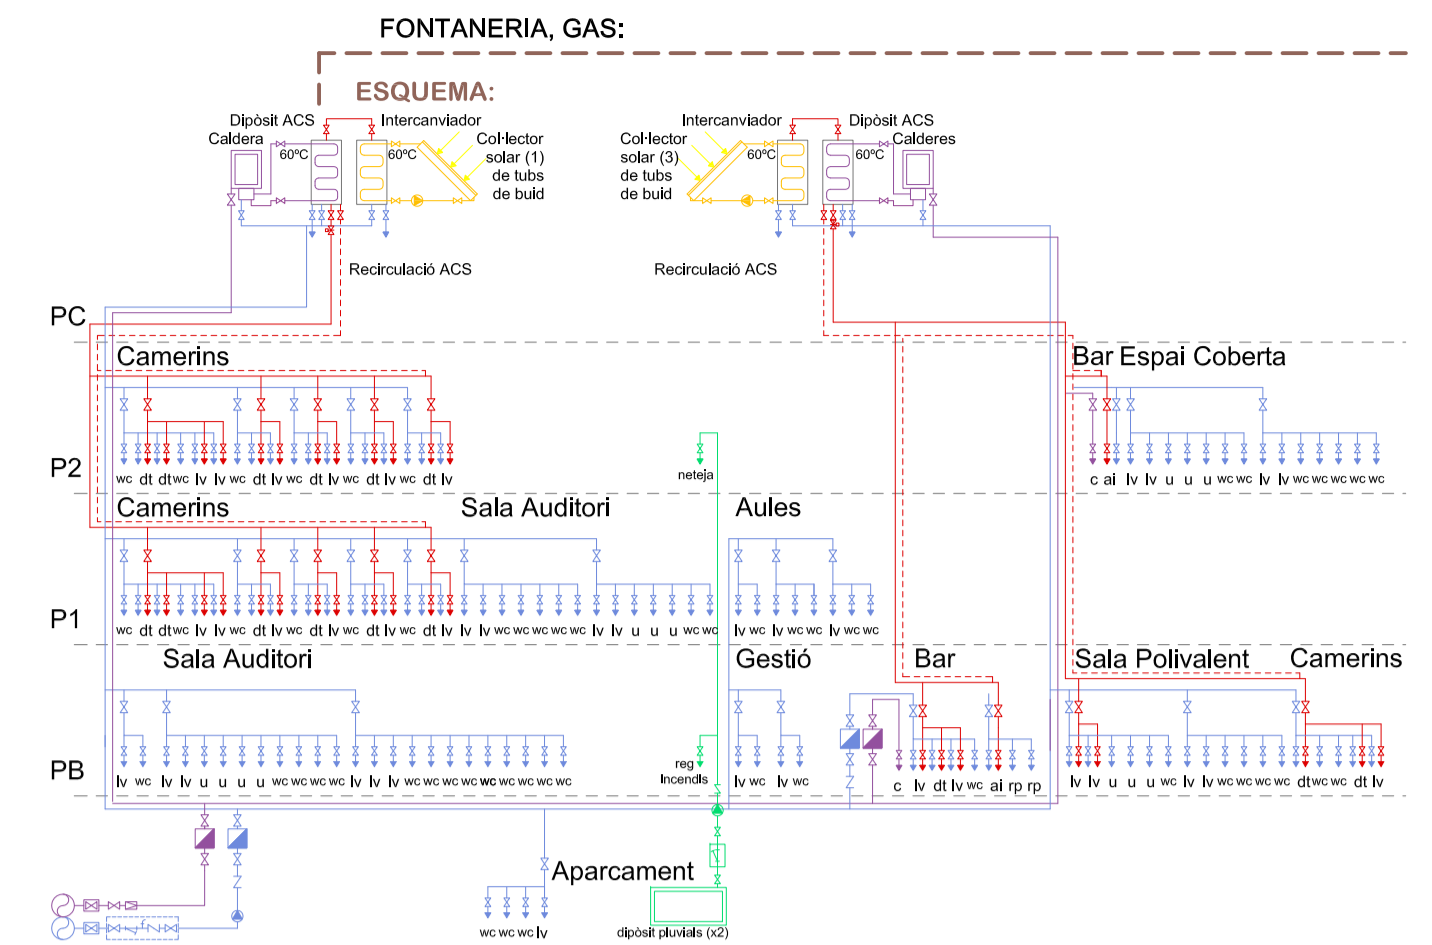 FONTANERIA, GAS:
ESQUEMA:
Dipòsit ACS
Intercanviador
Caldera
60ºC
60ºC
Col·lector
solar (1)
de tubs
de buid
Recirculació ACS
Intercanviador
Dipòsit ACS
Col·lector
solar (3)
de tubs
de buid
60ºC
60ºC
Calderes
Recirculació ACS
PC
Camerins
Bar Espai Coberta
P2
wc dt dt wc lv lv wc dt lv wc dt lv wc dt lv wc dt lv
neteja
c ai lv lv u u u wc wc lv lv wc wc wc wc wc
Camerins
Sala Auditori
Aules
P1
wc dt dt wc lv lv wc dt lv wc dt lv wc dt lv wc dt lv lv lv wc wc wc wc wc lv lv u u u wc wc
lv wc lv wc wc lv wc wc
Sala Auditori
Gestió
Bar
Sala Polivalent
Camerins
PB
lv wc lv lv u u u u wc wc wc wc lv lv lv wc wc wc wc wc wc wc wc wc
reg
Incendis
lv wc lv wc
c lv dt lv wc ai rp rp
lv lv u u u wc lv lv wc wc wc wc dt wc wc dt lv
Aparcament
wc wc wc lv
dipòsit pluvials (x2)